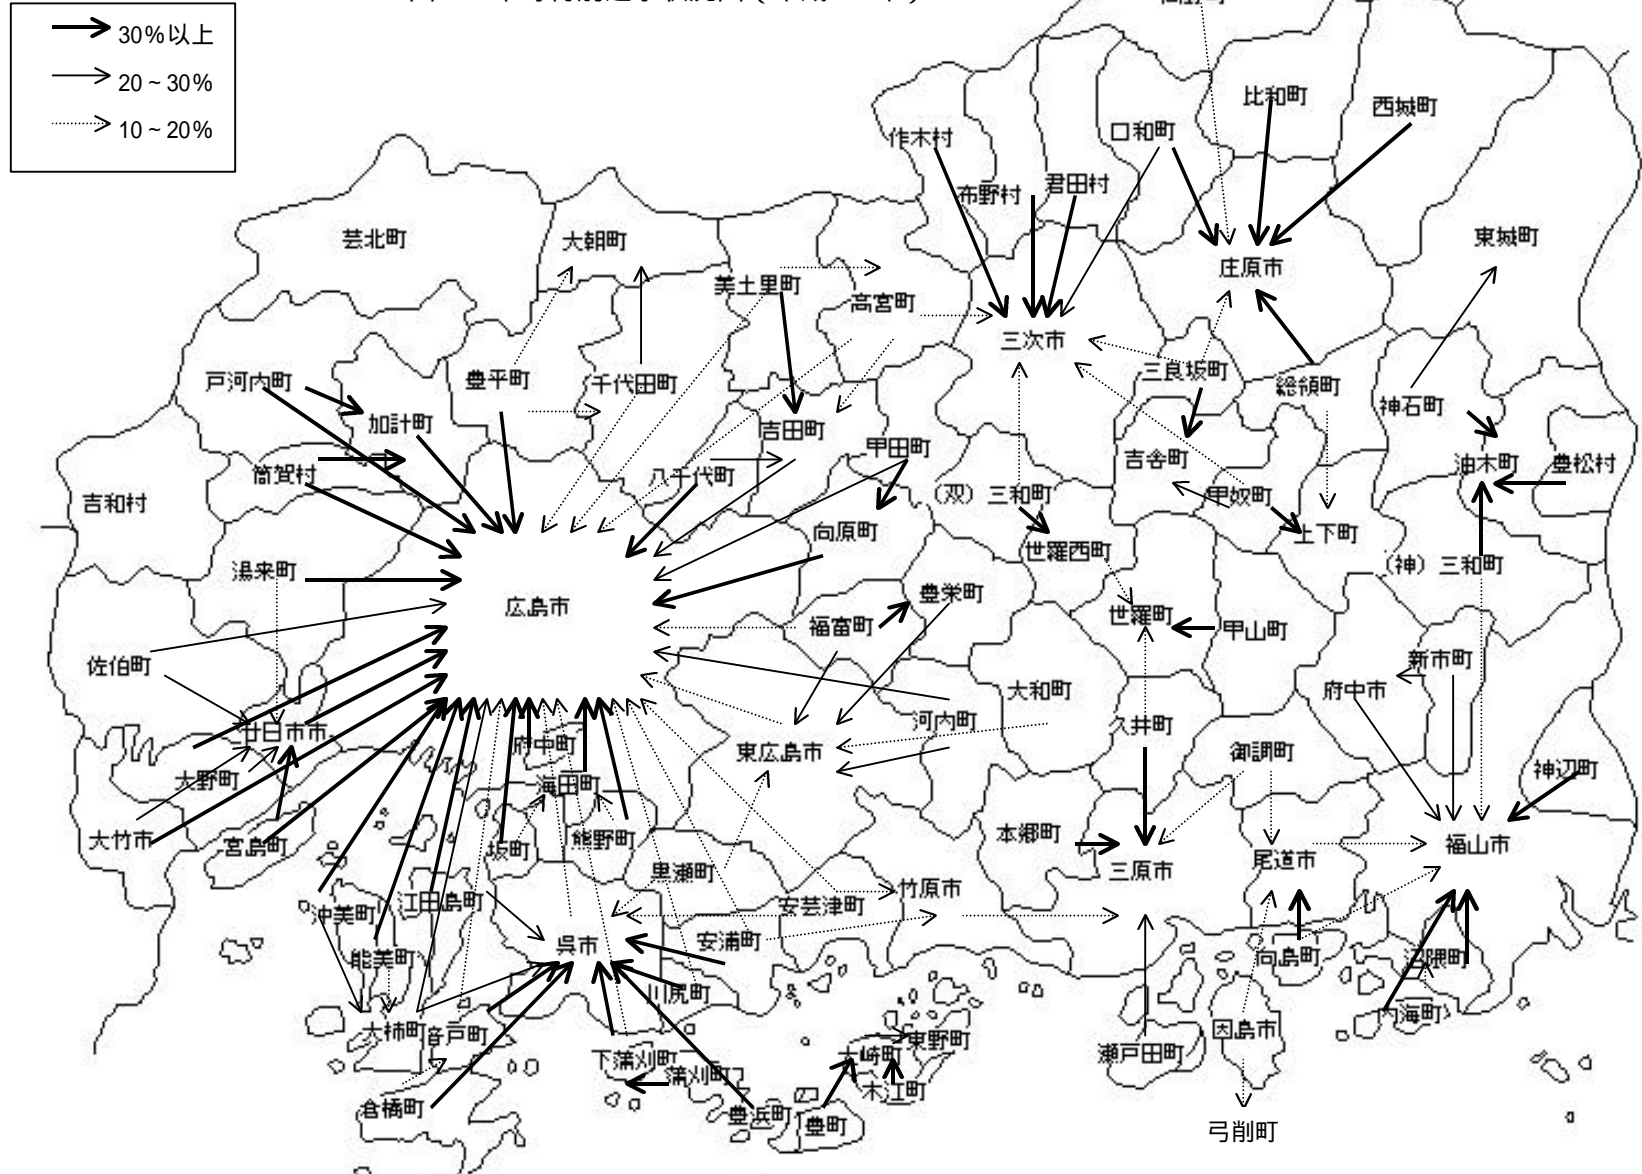 30%以上
20~30%
10~20%
比和町
西城町
口和町
作木村
君田村
布野村
芸北町
大朝町
東城町
庄原市
美土里町
高宮町
三次市
戸河内町
豊平町
千代田町
三良坂町
総領町
神石町
加計町
吉田町
甲田町
吉舎町
油木町
豊松村
筒賀村
八千代町
(双) 三和町
甲奴町
吉和村
向原町
上下町
世羅西町
(神) 三和町
湯来町
広島市
豊栄町
福富町
世羅町
甲山町
佐伯町
新市町
府中市
大和町
河内町
久井町
廿日市市
府中町
東広島市
御調町
大野町
海田町
神辺町
大竹市
宮島町
坂町
熊野町
本郷町
三原市
尾道市
福山市
黒瀬町
竹原市
沖美町
江田島町
安芸津町
呉市
安浦町
能美町
向島町
沼隈町
川尻町
大柿町
音戸町
内海町
因島市
東野町
瀬戸田町
下蒲刈町
大崎町
蒲刈町
木江町
倉橋町
豊浜町
豊町
弓削町